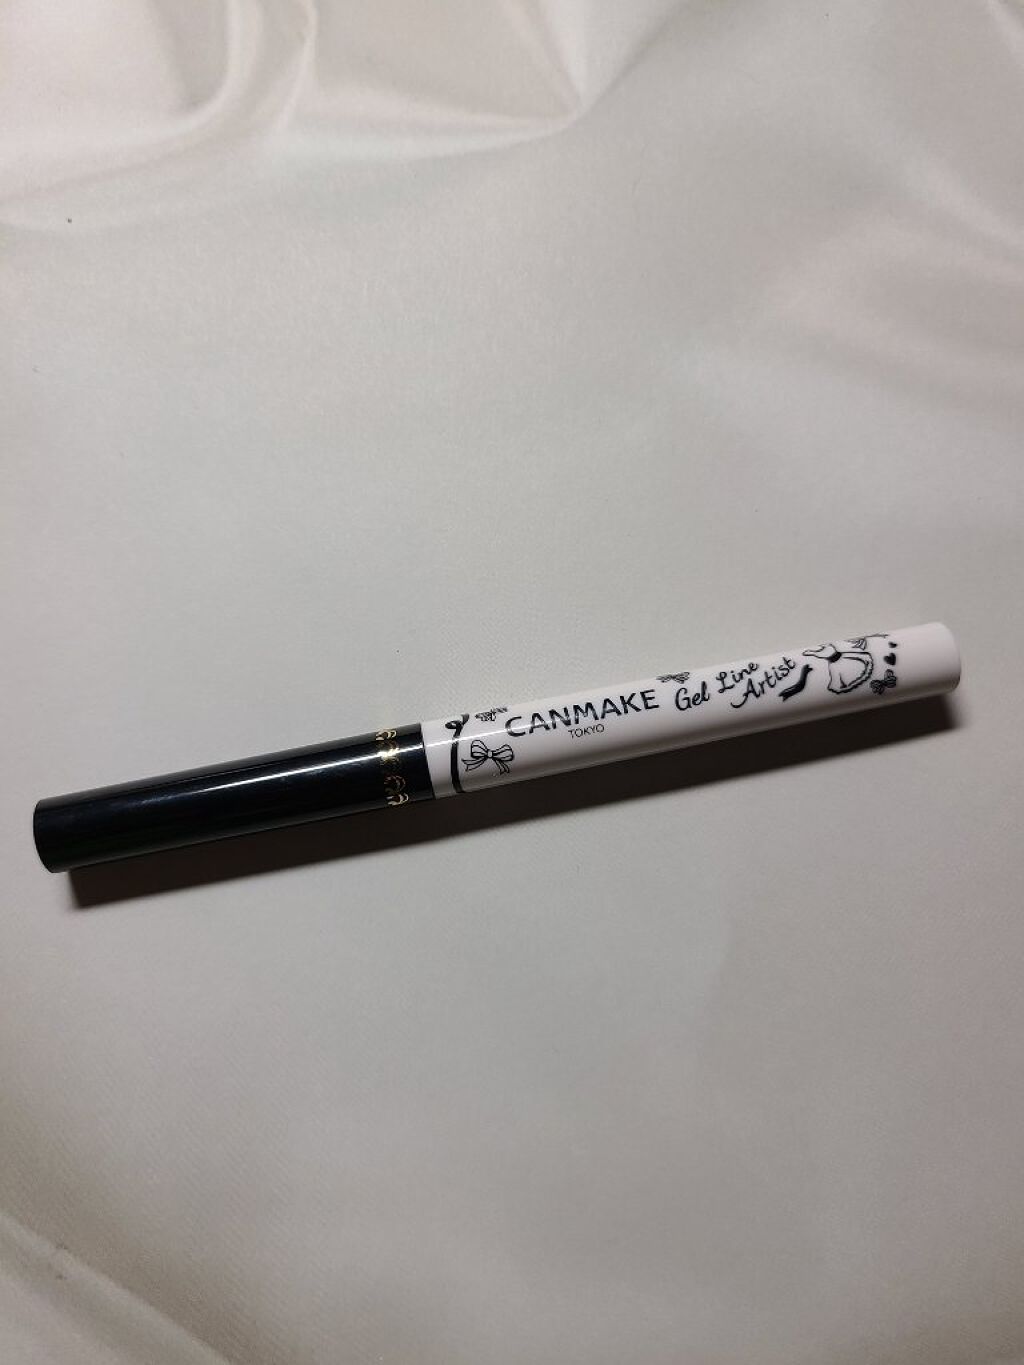 CANMAKE
TOKYO
Gel Line
Artist